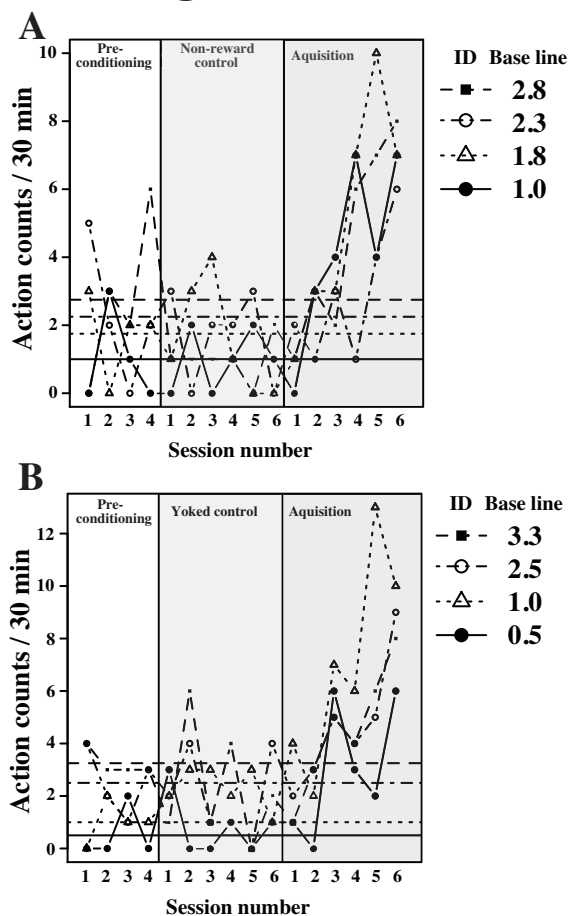 A
Pre-
conditioning
Non-reward
control
Aquisition
ID Base line
2.8
2.3
1.8
1.0
Action counts / 30 min
10
8
6
4
2
0
1 2 3 4 1 2 3 4 5 6 1 2 3 4 5 6
Session number
B
Pre-
conditioning
Yoked control
Aquisition
ID Base line
3.3
2.5
1.0
0.5
Action counts / 30 min
12
10
8
6
4
2
0
1 2 3 4 1 2 3 4 5 6 1 2 3 4 5 6
Session number